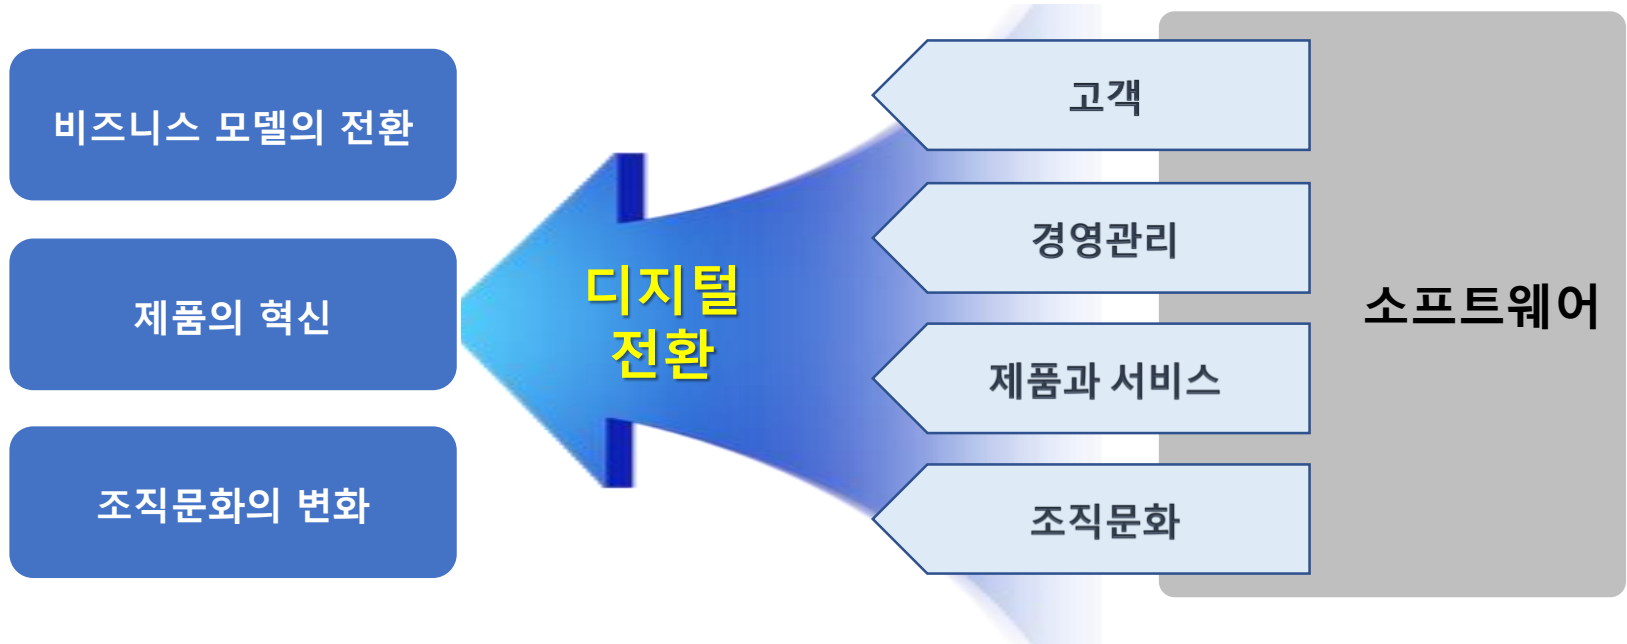 비즈니스 모델의 전환
제품의 혁신
조직문화의 변화
디지털
전환
고객
경영관리
제품과 서비스
조직문화
소프트웨어